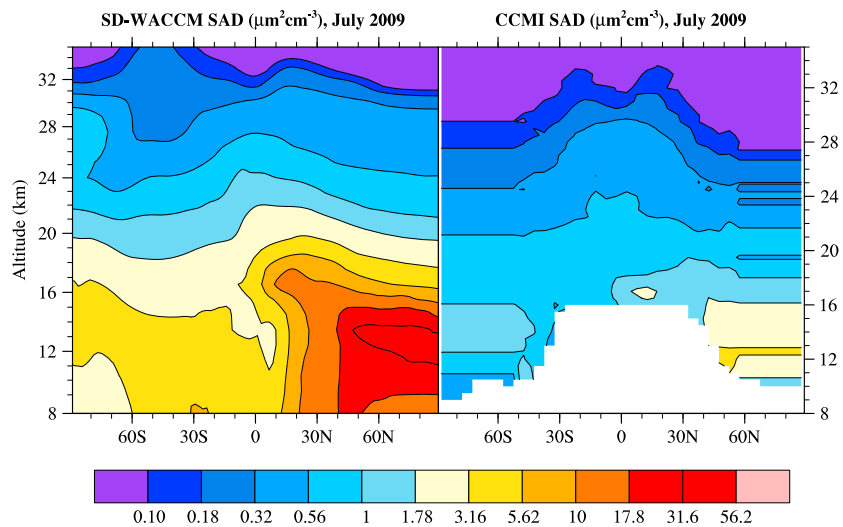 SD-WACCM SAD (μm²cm⁻³), July 2009
CCMI SAD (μm²cm⁻³), July 2009
Altitude (km)
32
28
24
20
16
12
8
60S 30S 0 30N 60N
32
28
24
20
16
12
8
60S 30S 0 30N 60N
0.10 0.18 0.32 0.56 1 1.78 3.16 5.62 10 17.8 31.6 56.2